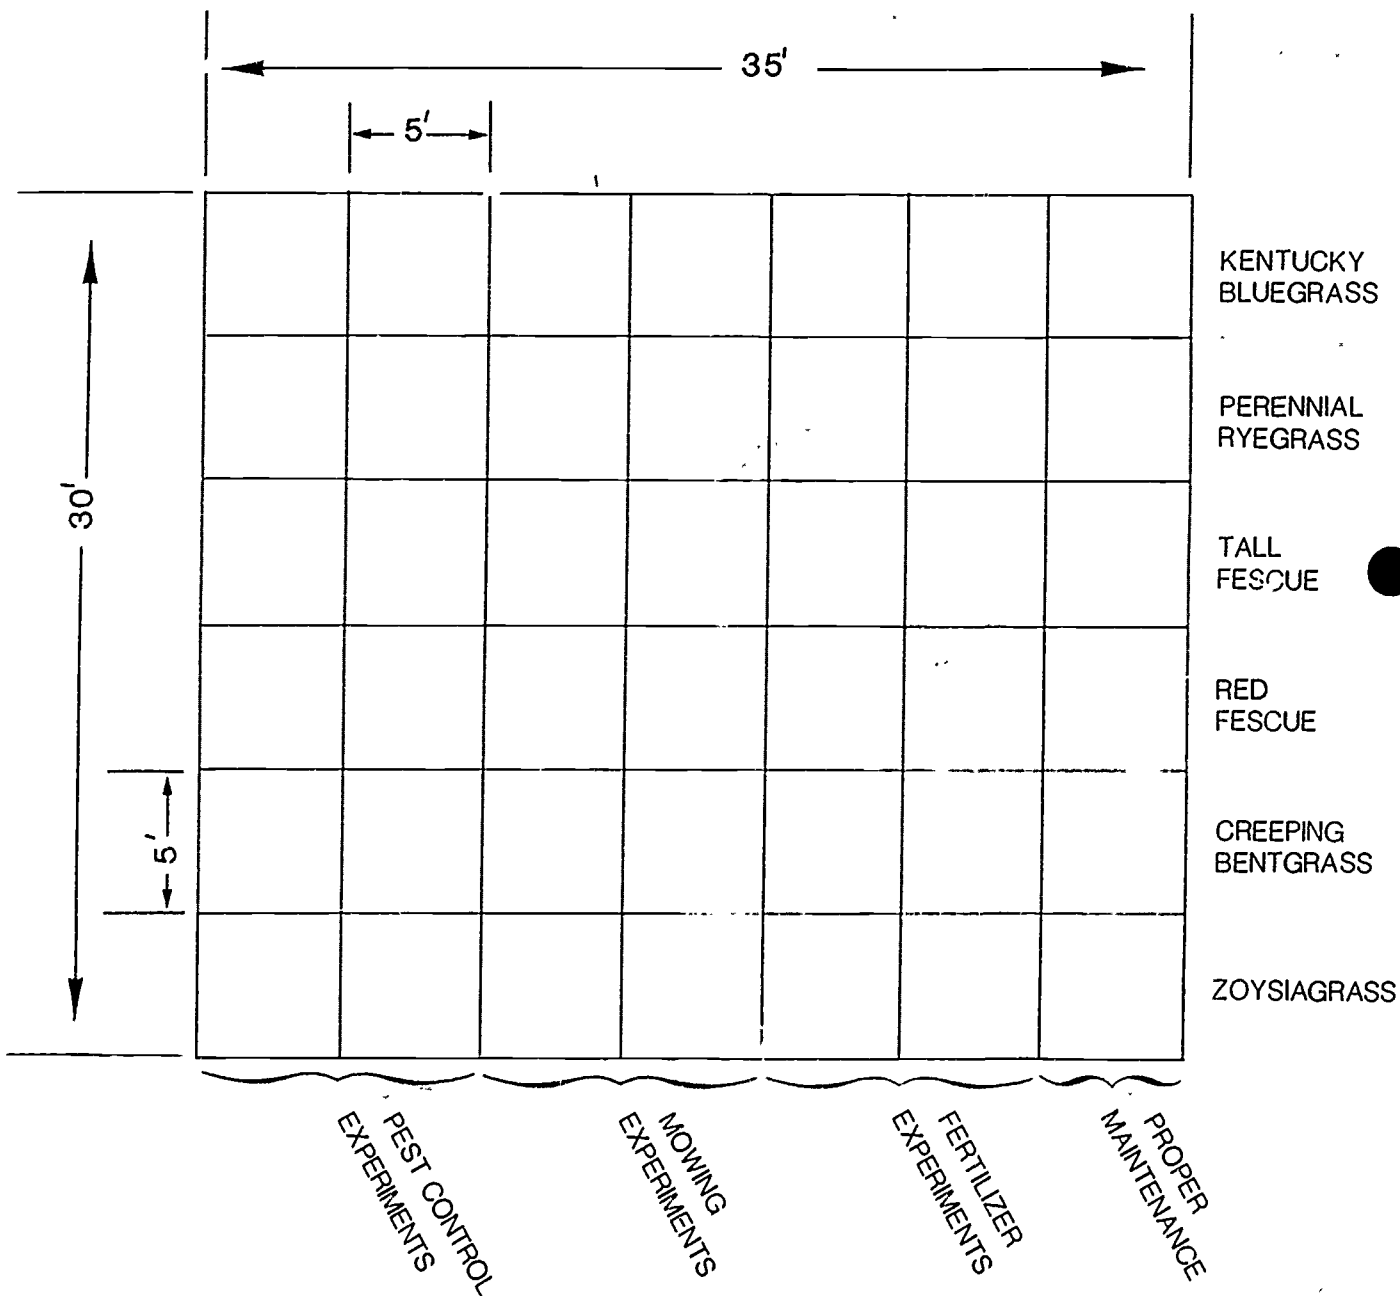 35'
5'
KENTUCKY
BLUEGRASS
PERENNIAL
RYEGRASS
30'
TALL
FESCUE
RED
FESCUE
5'
CREEPING
BENTGRASS
ZOYSIAGRASS
PEST CONTROL
EXPERIMENTS
MOWING
EXPERIMENTS
FERTILIZER
EXPERIMENTS
PROPER
MAINTENANCE